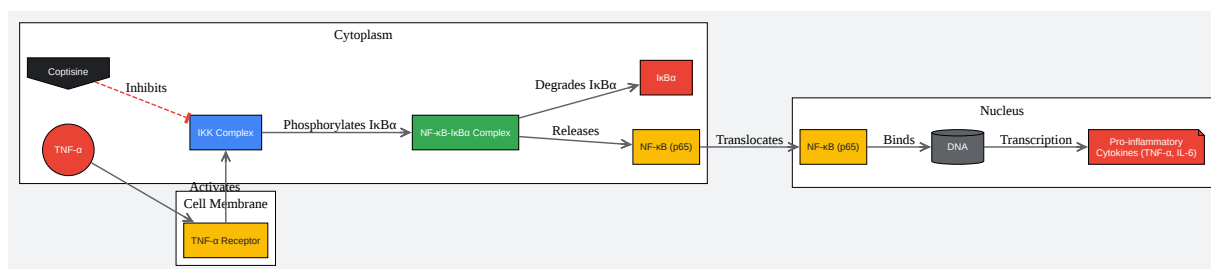 Cytoplasm
Coptisine
Inhibits
TNF-α
IKK Complex
Phosphorylates IκBα
NF-κB-IκBα Complex
Degrades IκBα
IκBα
Releases
NF-κB (p65)
Translocates
Nucleus
NF-κB (p65)
Binds
DNA
Transcription
Pro-inflammatory
Cytokines (TNF-α, IL-6)
Activates
Cell Membrane
TNF-α Receptor